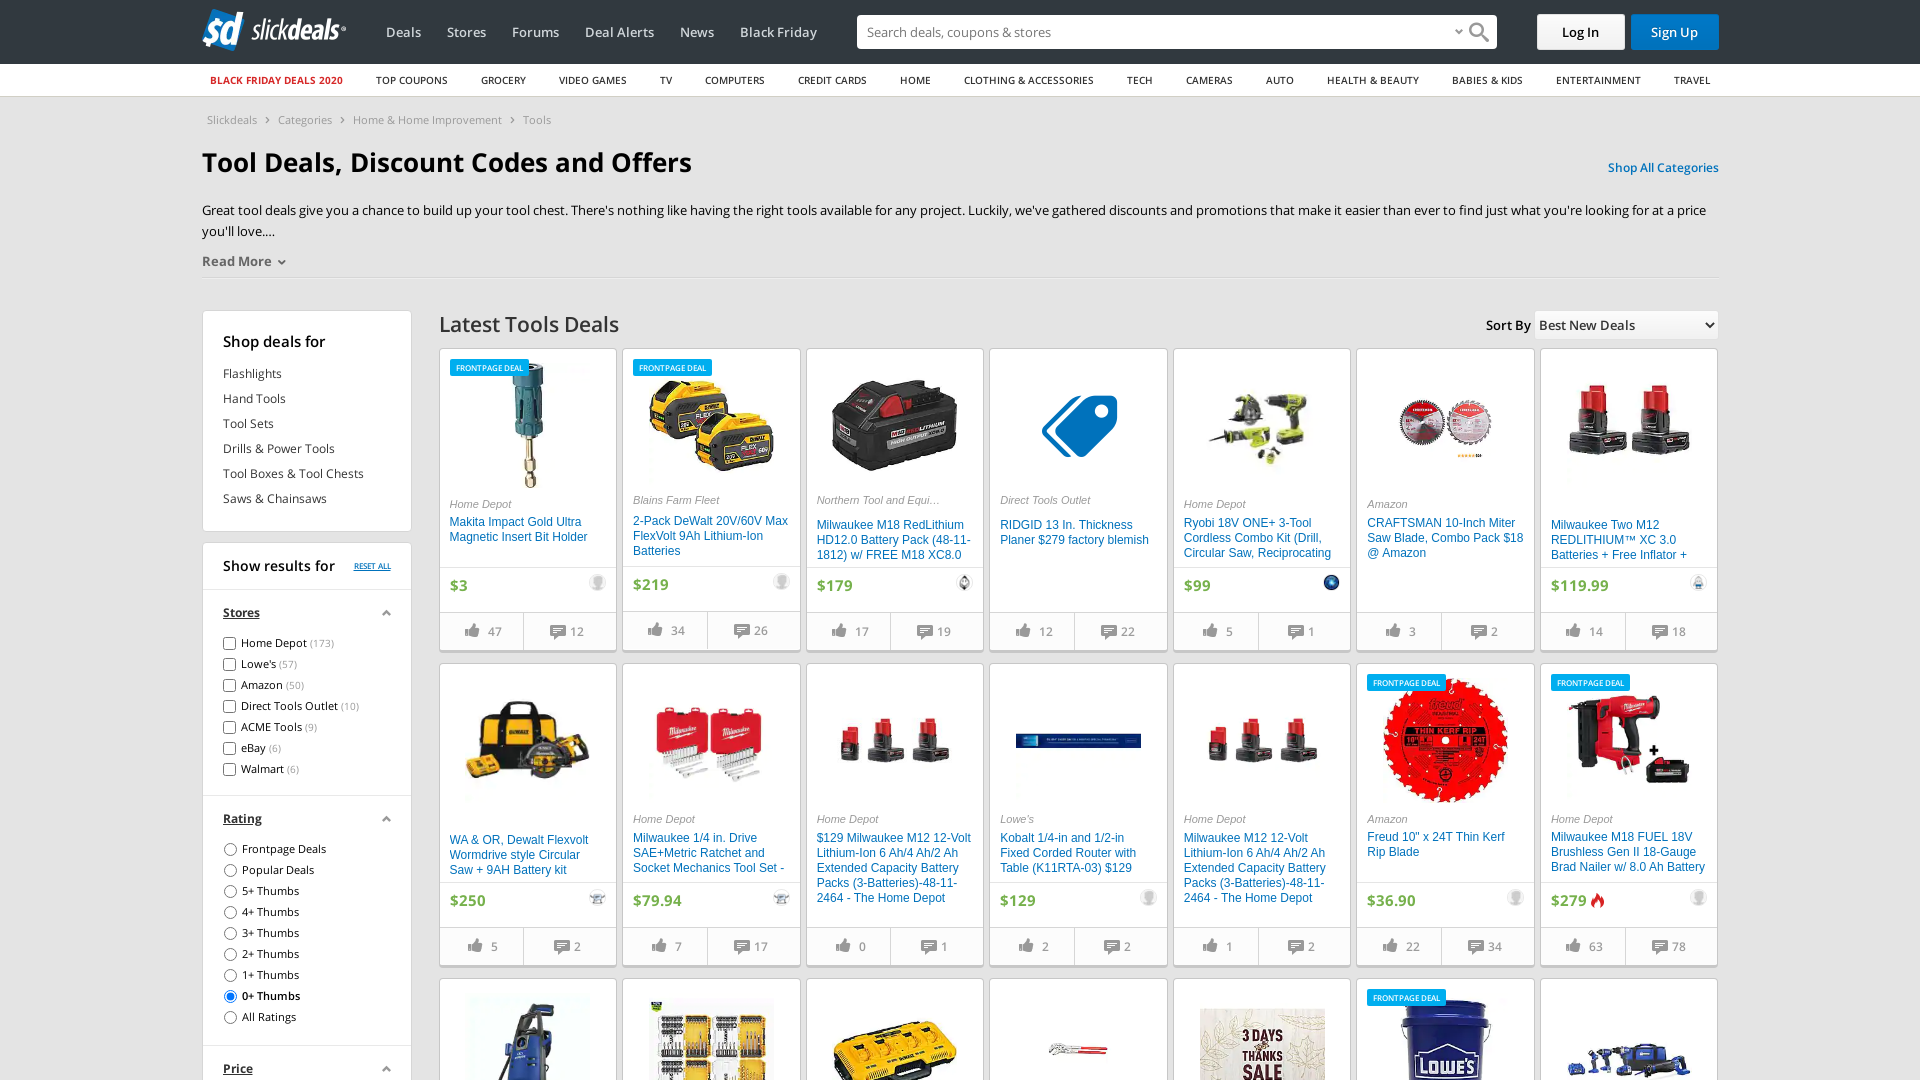 slickdeals
Deals
Stores
Forums
Deal Alerts
News
Black Friday
Search deals, coupons & stores
Log In
Sign Up
BLACK FRIDAY DEALS 2020
TOP COUPONS
GROCERY
VIDEO GAMES
TV
COMPUTERS
CREDIT CARDS
HOME
CLOTHING & ACCESSORIES
TECH
CAMERAS
AUTO
HEALTH & BEAUTY
BABIES & KIDS
ENTERTAINMENT
TRAVEL
Slickdeals > Categories > Home & Home Improvement > Tools
Tool Deals, Discount Codes and Offers
Shop All Categories
Great tool deals give you a chance to build up your tool chest. There's nothing like having the right tools available for any project. Luckily, we've gathered discounts and promotions that make it easier than ever to find just what you're looking for at a price
you'll love.…
Read More
Shop deals for
Flashlights
Hand Tools
Tool Sets
Drills & Power Tools
Tool Boxes & Tool Chests
Saws & Chainsaws
Show results for
RESET ALL
Stores
Home Depot (173)
Lowe's (57)
Amazon (50)
Direct Tools Outlet (10)
ACME Tools (9)
eBay (6)
Walmart (6)
Rating
Frontpage Deals
Popular Deals
5+ Thumbs
4+ Thumbs
3+ Thumbs
2+ Thumbs
1+ Thumbs
0+ Thumbs
All Ratings
Price
Latest Tools Deals
Sort By
Best New Deals
FRONTPAGE DEAL
Home Depot
Makita Impact Gold Ultra
Magnetic Insert Bit Holder
$3
47
12
FRONTPAGE DEAL
Blains Farm Fleet
2-Pack DeWalt 20V/60V Max
FlexVolt 9Ah Lithium-Ion
Batteries
$219
34
26
Northern Tool and Equi…
Milwaukee M18 RedLithium
HD12.0 Battery Pack (48-11-
1812) w/ FREE M18 XC8.0
$179
17
19
Direct Tools Outlet
RIDGID 13 In. Thickness
Planer $279 factory blemish
12
22
Home Depot
Ryobi 18V ONE+ 3-Tool
Cordless Combo Kit (Drill,
Circular Saw, Reciprocating
$99
5
1
Amazon
CRAFTSMAN 10-Inch Miter
Saw Blade, Combo Pack $18
@ Amazon
3
2
Milwaukee Two M12
REDLITHIUM™ XC 3.0
Batteries + Free Inflator +
$119.99
14
18
WA & OR, Dewalt Flexvolt
Wormdrive style Circular
Saw + 9AH Battery kit
$250
5
2
Home Depot
Milwaukee 1/4 in. Drive
SAE+Metric Ratchet and
Socket Mechanics Tool Set -
$79.94
7
17
Home Depot
$129 Milwaukee M12 12-Volt
Lithium-Ion 6 Ah/4 Ah/2 Ah
Extended Capacity Battery
Packs (3-Batteries)-48-11-
2464 - The Home Depot
0
1
Lowe's
Kobalt 1/4-in and 1/2-in
Fixed Corded Router with
Table (K11RTA-03) $129
$129
2
2
Home Depot
Milwaukee M12 12-Volt
Lithium-Ion 6 Ah/4 Ah/2 Ah
Extended Capacity Battery
Packs (3-Batteries)-48-11-
2464 - The Home Depot
1
2
FRONTPAGE DEAL
Amazon
Freud 10" x 24T Thin Kerf
Rip Blade
$36.90
22
34
FRONTPAGE DEAL
Home Depot
Milwaukee M18 FUEL 18V
Brushless Gen II 18-Gauge
Brad Nailer w/ 8.0 Ah Battery
$279
63
78
3 DAYS
THANKS
SALE
FRONTPAGE DEAL
LOWE'S